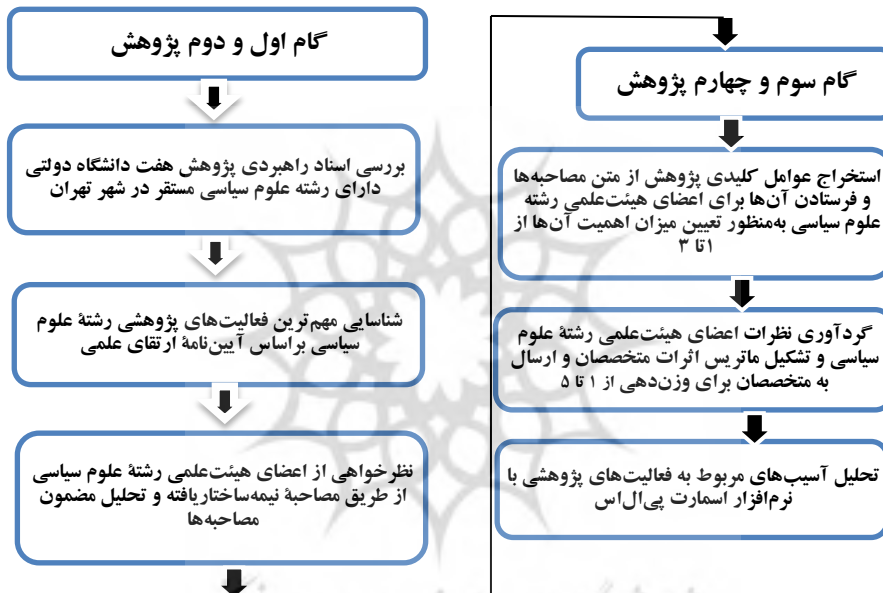 گام اول و دوم پژوهش
بررسی اسناد راهبردی پژوهش هفت دانشگاه دولتی
دارای رشته علوم سیاسی مستقر در شهر تهران
شناسایی مهم‌ترین فعالیت‌های پژوهشی رشتهٔ علوم
سیاسی براساس آیین‌نامهٔ ارتقای علمی
نظرخواهی از اعضای هیئت‌علمی رشتهٔ علوم سیاسی
از طریق مصاحبهٔ نیمه‌ساختاریافته و تحلیل مضمون
مصاحبه‌ها
گام سوم و چهارم پژوهش
استخراج عوامل کلیدی پژوهش از متن مصاحبه‌ها
و فرستادن آن‌ها برای اعضای هیئت‌علمی رشته
علوم سیاسی به‌منظور تعیین میزان اهمیت آن‌ها از
۱تا ۳
گردآوری نظرات اعضای هیئت‌علمی رشتهٔ علوم
سیاسی و تشکیل ماتریس اثرات متخصصان و ارسال
به متخصصان برای وزن‌دهی از ۱ تا ۵
تحلیل آسیب‌های مربوط به فعالیت‌های پژوهشی با
نرم‌افزار اسمارت پی‌ال‌اس